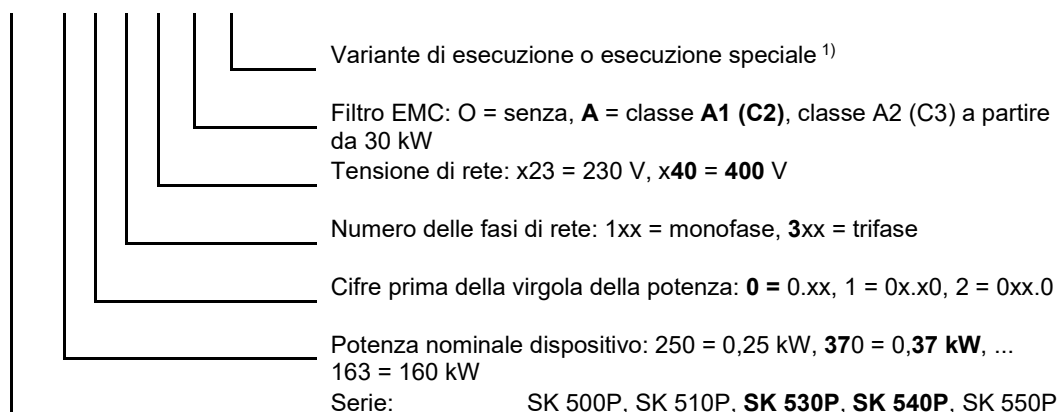 Variante di esecuzione o esecuzione speciale 1)
Filtro EMC: O = senza, A = classe A1 (C2), classe A2 (C3) a partire
da 30 kW
Tensione di rete: x23 = 230 V, x40 = 400 V
Numero delle fasi di rete: 1xx = monofase, 3xx = trifase
Cifre prima della virgola della potenza: 0 = 0.xx, 1 = 0x.x0, 2 = 0xx.0
Potenza nominale dispositivo: 250 = 0,25 kW, 370 = 0,37 kW, ...
163 = 160 kW
Serie: SK 500P, SK 510P, SK 530P, SK 540P, SK 550P